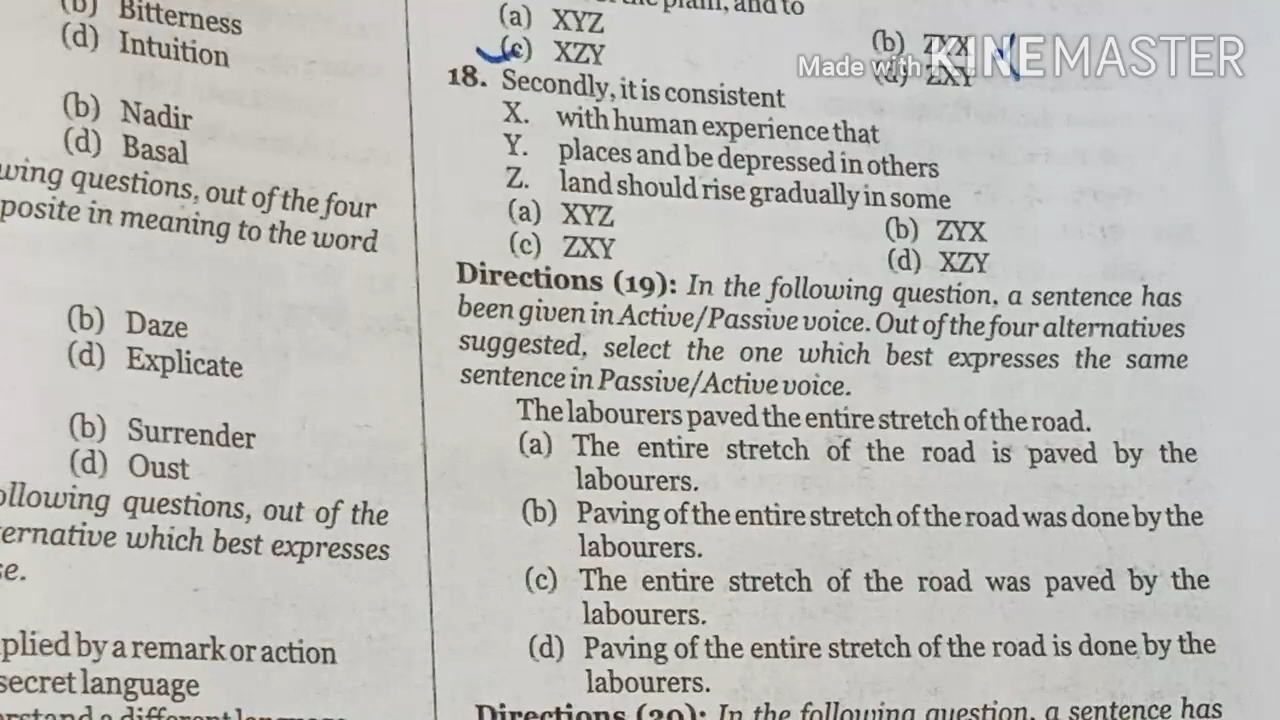 (b) Bitterness
(d) Intuition
(b) Nadir
(d) Basal
wing questions, out of the four
posite in meaning to the word
(b) Daze
(d) Explicate
(b) Surrender
(d) Oust
ollowing questions, out of the
ernative which best expresses
se.
plied by a remark or action
secret language
plain, and to
(a) XYZ
(b) ZYX
(c) XZY
(d) ZXY
Made with KINEMASTER
18. Secondly, it is consistent
X. with human experience that
Y. places and be depressed in others
Z. land should rise gradually in some
(a) XYZ
(b) ZYX
(c) ZXY
(d) XZY
Directions (19): In the following question, a sentence has
been given in Active/Passive voice. Out of the four alternatives
suggested, select the one which best expresses the same
sentence in Passive/Active voice.
The labourers paved the entire stretch of the road.
(a) The entire stretch of the road is paved by the
labourers.
(b) Paving of the entire stretch of the road was done by the
labourers.
(c) The entire stretch of the road was paved by the
labourers.
(d) Paving of the entire stretch of the road is done by the
labourers.
Directions (20): In the following question, a sentence has